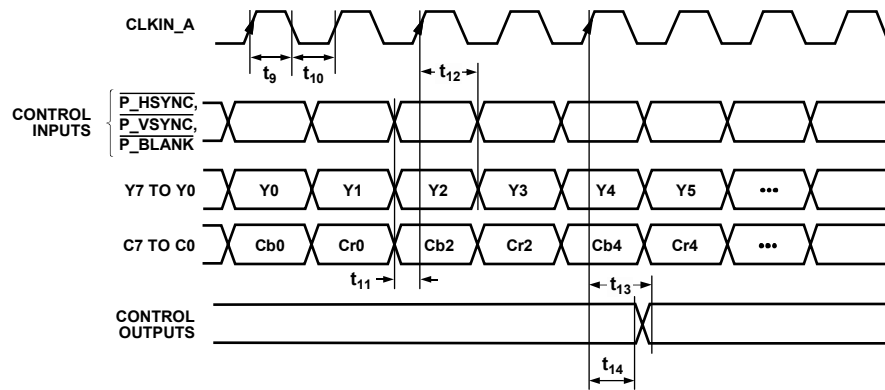 CLKIN_A
t9
t10
t12
CONTROL
INPUTS
P_HSYNC,
P_VSYNC,
P_BLANK
Y7 TO Y0
Y0
Y1
Y2
Y3
Y4
Y5
•••
C7 TO C0
Cb0
Cr0
Cb2
Cr2
Cb4
Cr4
•••
t11
t13
CONTROL
OUTPUTS
t14